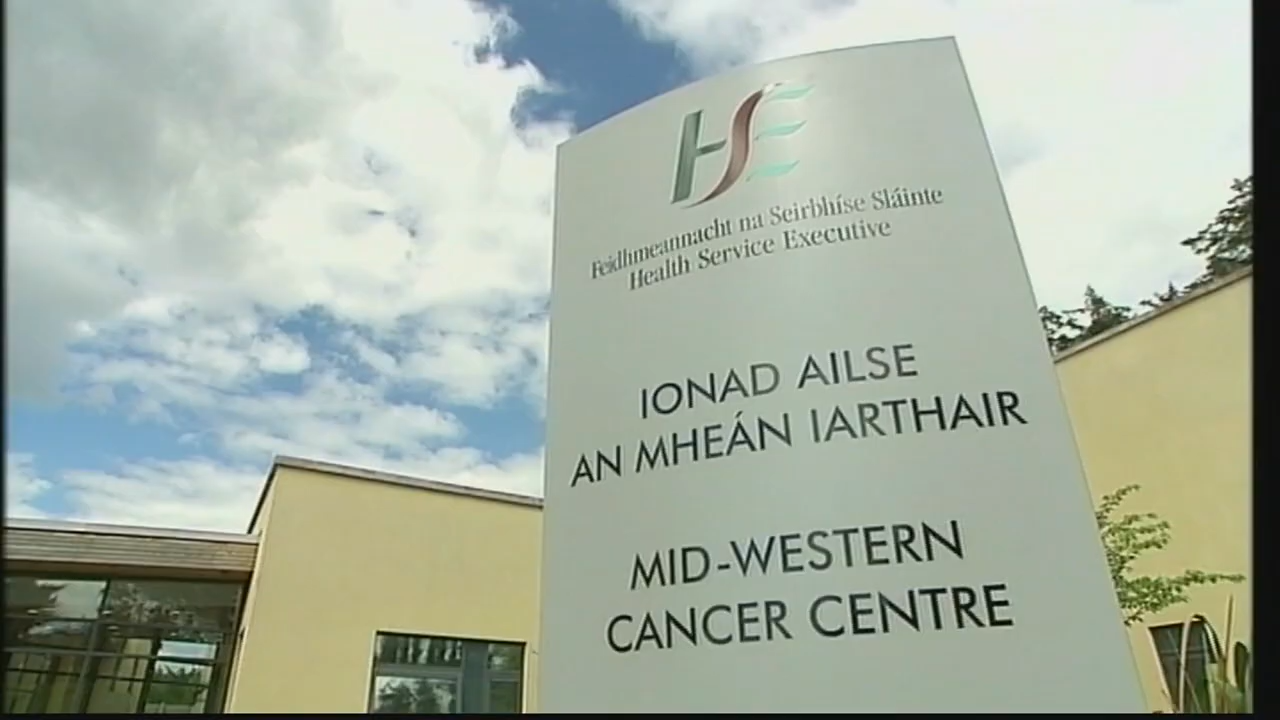 HSE
Feidhmeannacht na Seirbhíse Sláinte
Health Service Executive
IONAD AILSE
AN MHEÁN IARTHAIR
MID-WESTERN
CANCER CENTRE